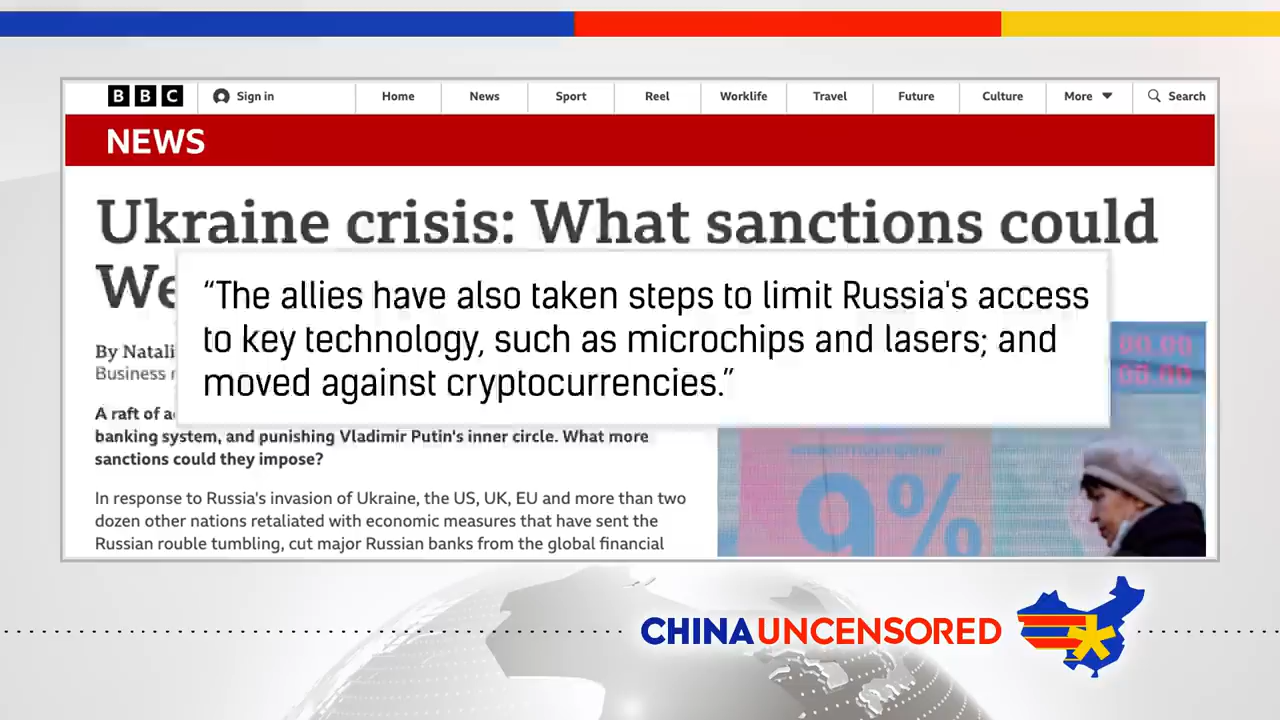 BBC Sign in Home News Sport Reel Worklife Travel Future Culture More Search
NEWS
Ukraine crisis: What sanctions could
“The allies have also taken steps to limit Russia's access
to key technology, such as microchips and lasers; and
moved against cryptocurrencies.”
By
Business
A raft of
banking system, and punishing Vladimir Putin's inner circle. What more
sanctions could they impose?
In response to Russia's invasion of Ukraine, the US, UK, EU and more than two
dozen other nations retaliated with economic measures that have sent the
Russian rouble tumbling, cut major Russian banks from the global financial
00.00
00.00
9%
CHINA UNCENSORED